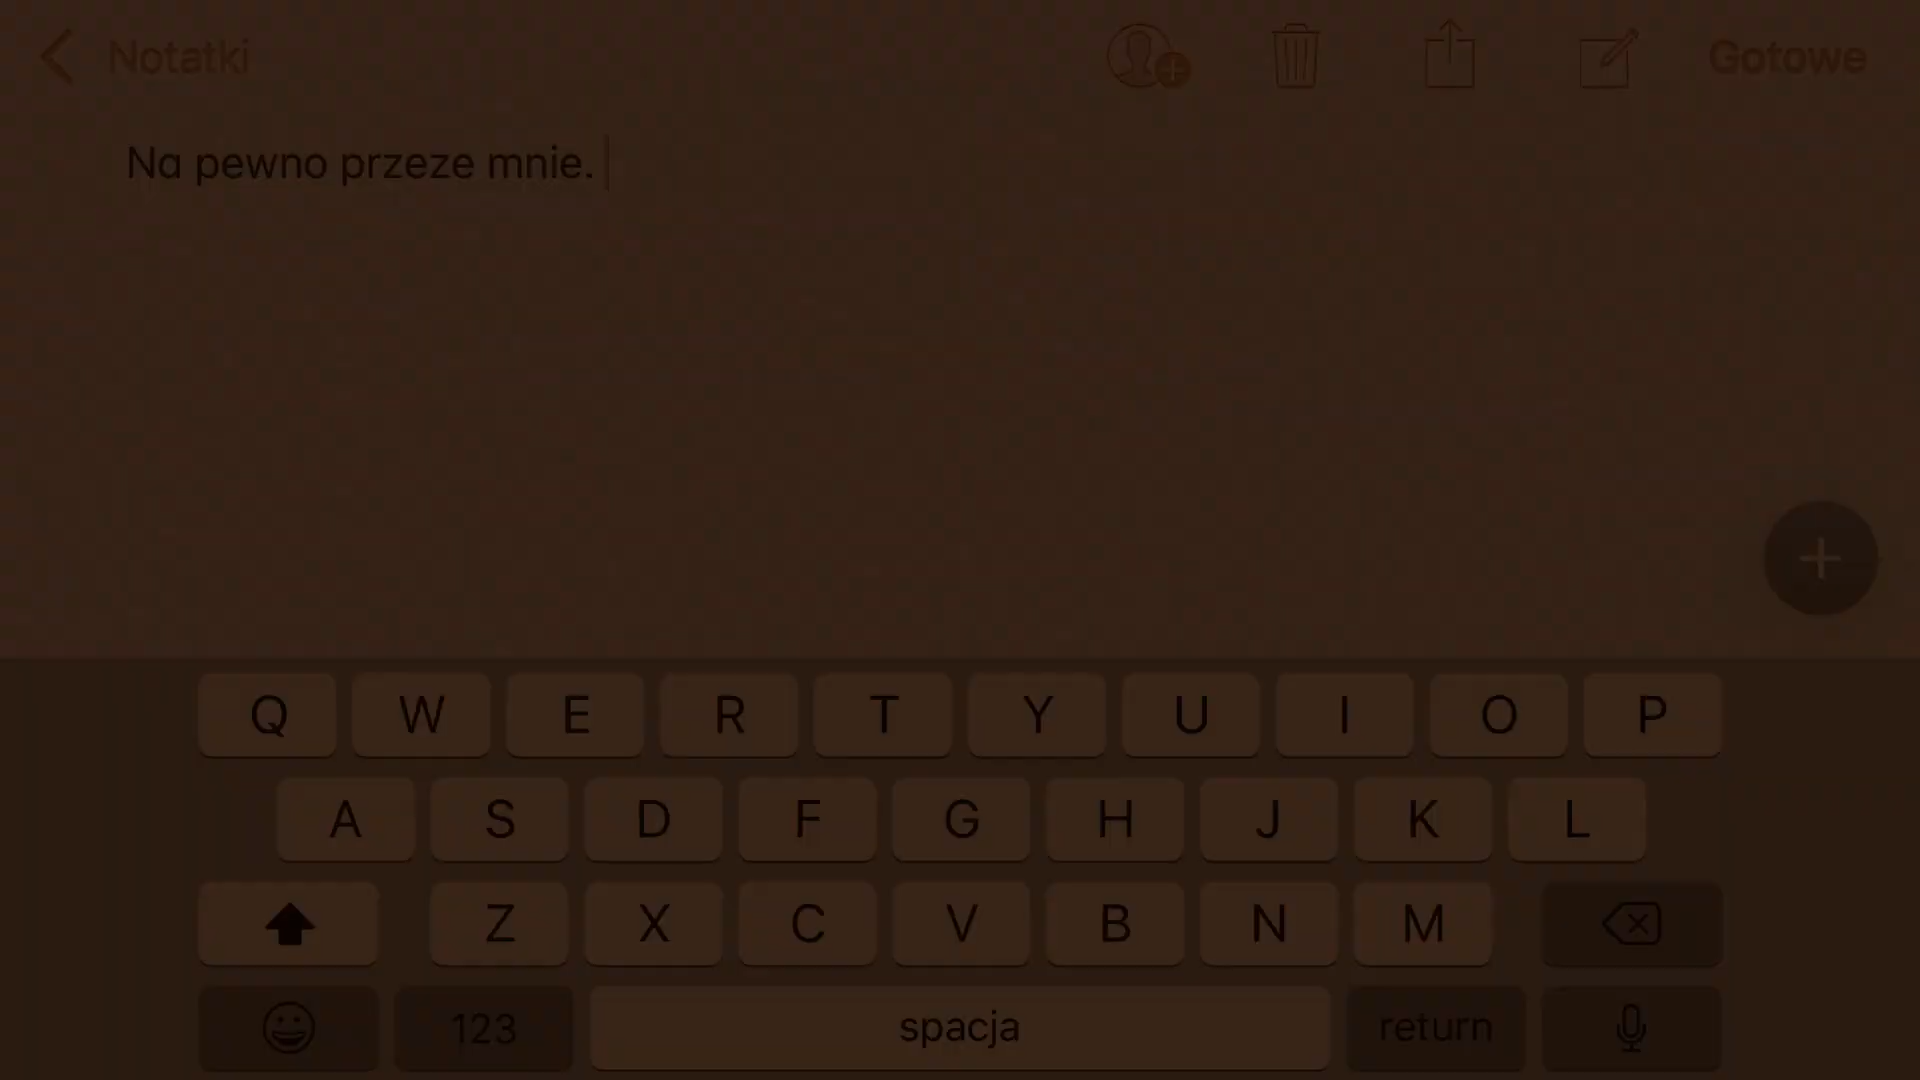 Notatki
Gotowe
Na pewno przeze mnie.
Q W E R T Y U I O P
A S D F G H J K L
Z X C V B N M
123 spacja return